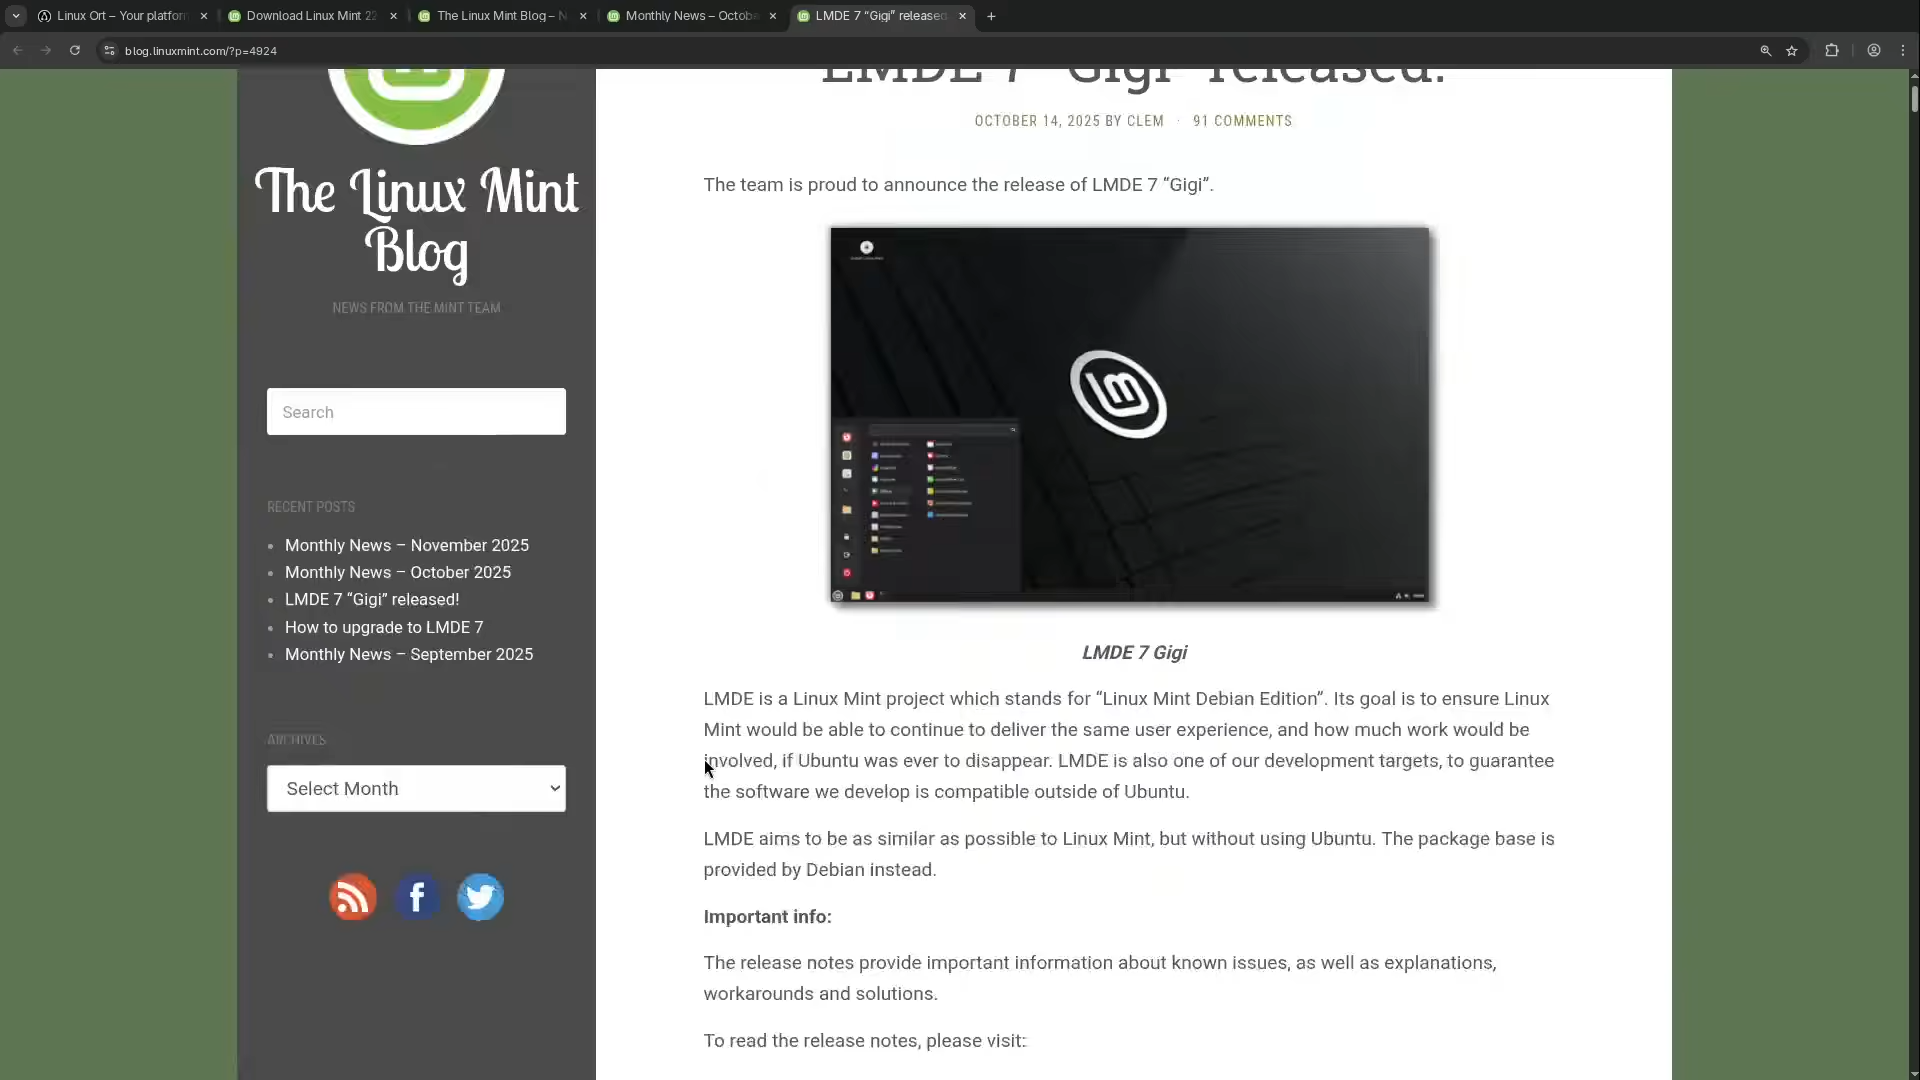 Linux Ort – Your platfor
Download Linux Mint 22
The Linux Mint Blog – N
Monthly News – Octob
LMDE 7 “Gigi” released
blog.linuxmint.com/?p=4924
The Linux Mint
Blog
NEWS FROM THE MINT TEAM
Search
RECENT POSTS
Monthly News – November 2025
Monthly News – October 2025
LMDE 7 “Gigi” released!
How to upgrade to LMDE 7
Monthly News – September 2025
ARCHIVES
Select Month
LMDE 7 “Gigi” released!
OCTOBER 14, 2025 BY CLEM · 91 COMMENTS
The team is proud to announce the release of LMDE 7 “Gigi”.
LMDE 7 Gigi
LMDE is a Linux Mint project which stands for “Linux Mint Debian Edition”. Its goal is to ensure Linux
Mint would be able to continue to deliver the same user experience, and how much work would be
involved, if Ubuntu was ever to disappear. LMDE is also one of our development targets, to guarantee
the software we develop is compatible outside of Ubuntu.
LMDE aims to be as similar as possible to Linux Mint, but without using Ubuntu. The package base is
provided by Debian instead.
Important info:
The release notes provide important information about known issues, as well as explanations,
workarounds and solutions.
To read the release notes, please visit: